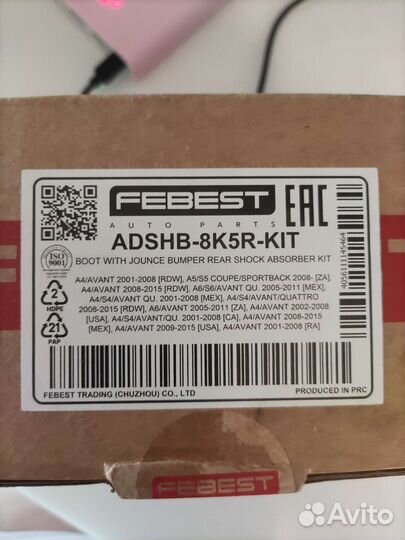 FEBEST
EAC
AUTO PARTS
ADSHB-8K5R-KIT
ISO
9001
BOOT WITH JOUNCE BUMPER REAR SHOCK ABSORBER KIT
A4/AVANT 2001-2008 [RDW], A5/S5 COUPE/SPORTBACK 2008- [ZA],
A4/AVANT 2008-2015 [RDW], A6/S6/AVANT QU. 2005-2011 [MEX],
A4/S4/AVANT QU. 2001-2008 [MEX], A4/S4/AVANT/QUATTRO
2008-2015 [RDW], A6/AVANT 2005-2011 [ZA], A4/AVANT 2002-2008
[USA], A4/S4/AVANT/QU. 2001-2008 [CA], A4/AVANT 2008-2015
[MEX], A4/AVANT 2009-2015 [USA], A4/AVANT 2001-2008 [RA]
2
HDPE
21
PAP
4056111145464
FEBEST TRADING (CHUZHOU) CO., LTD
PRODUCED IN PRC
FEBEST
Avito